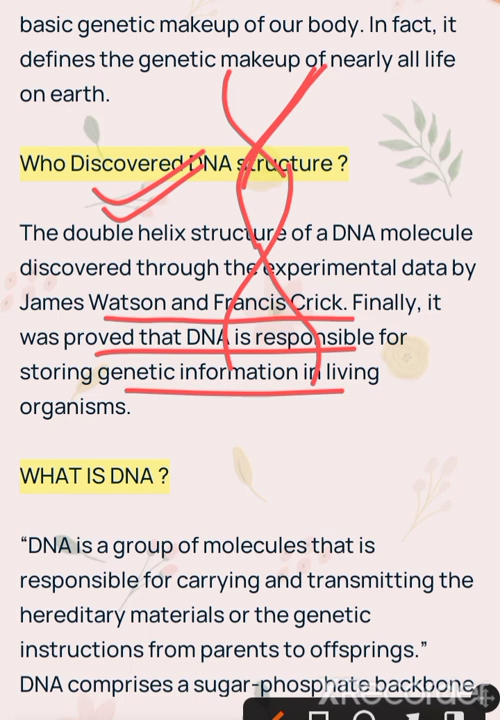 basic genetic makeup of our body. In fact, it
defines the genetic makeup of nearly all life
on earth.
Who Discovered DNA structure ?
The double helix structure of a DNA molecule
discovered through the experimental data by
James Watson and Francis Crick. Finally, it
was proved that DNA is responsible for
storing genetic information in living
organisms.
WHAT IS DNA ?
“DNA is a group of molecules that is
responsible for carrying and transmitting the
hereditary materials or the genetic
instructions from parents to offsprings.”
DNA comprises a sugar-phosphate backbone
XRecorder